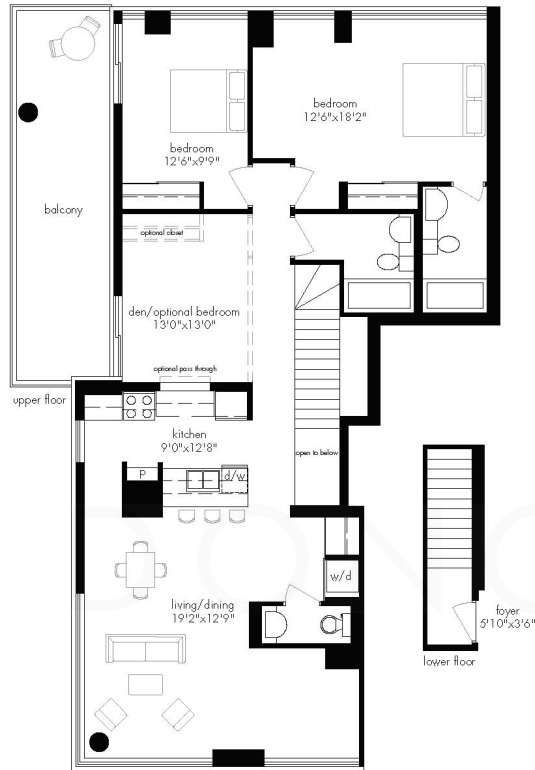 bedroom
12'6"x18'2"
bedroom
12'6"x9'9"
balcony
optional closet
den/optional bedroom
13'0"x13'0"
optional pass through
upper floor
kitchen
9'0"x12'8"
open to below
P
d/w
w/d
living/dining
19'2"x12'9"
foyer
5'10"x3'6"
lower floor